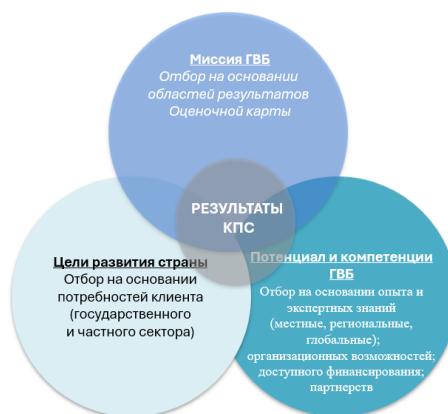 Миссия ГВБ
Отбор на основании
областей результатов
Оценочной карты
РЕЗУЛЬТАТЫ
КПС
Цели развития страны
Отбор на основании
потребностей клиента
(государственного
и частного сектора)
Потенциал и компетенции
ГВБ
Отбор на основании опыта и
экспертных знаний
(местные, региональные,
глобальные);
организационных возможностей;
доступного финансирования;
партнерств